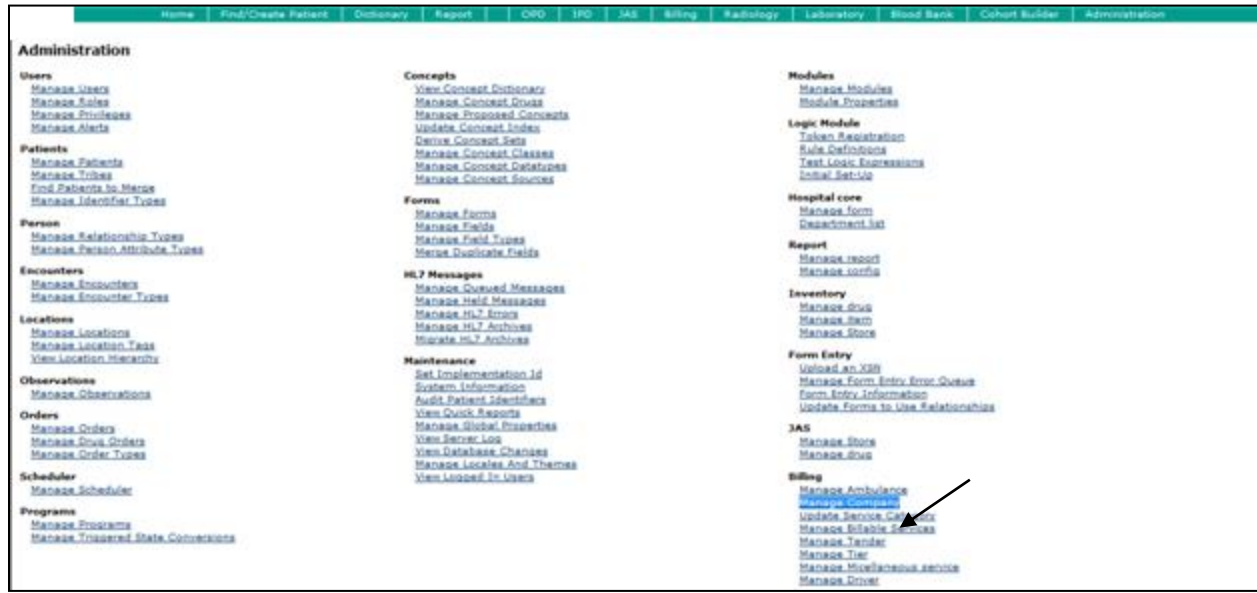 Home Find/Create Patient Dictionary Report OPD IPD JAS Billing Radiology Laboratory Blood Bank Cohort Builder Administration
Administration
Users
Manage Users
Manage Roles
Manage Privileges
Manage Alerts
Patients
Manage Patients
Manage Tribes
Find Patients to Merge
Manage Identifier Types
Person
Manage Relationship Types
Manage Person Attribute Types
Encounters
Manage Encounters
Manage Encounter Types
Locations
Manage Locations
Manage Location Tags
View Location Hierarchy
Observations
Manage Observations
Orders
Manage Orders
Manage Drug Orders
Manage Order Types
Scheduler
Manage Scheduler
Programs
Manage Programs
Manage Triggered State Conversions
Concepts
View Concept Dictionary
Manage Concept Drugs
Manage Proposed Concepts
Update Concept Index
Derive Concept Sets
Manage Concept Classes
Manage Concept Datatypes
Manage Concept Sources
Forms
Manage Forms
Manage Fields
Manage Field Types
Merge Duplicate Fields
HL7 Messages
Manage Queued Messages
Manage Held Messages
Manage HL7 Errors
Manage HL7 Archives
Migrate HL7 Archives
Maintenance
Set Implementation Id
System Information
Audit Patient Identifiers
View Quick Reports
Manage Global Properties
View Server Log
View Database Changes
Manage Locales And Themes
View Logged In Users
Modules
Manage Modules
Module Properties
Logic Module
Token Registration
Rule Definitions
Test Logic Expressions
Initial Set-Up
Hospital core
Manage form
Department list
Report
Manage report
Manage config
Inventory
Manage drug
Manage item
Manage Store
Form Entry
Upload an XSN
Manage Form Entry Error Queue
Form Entry Information
Update Forms to Use Relationships
JAS
Manage Store
Manage drug
Billing
Manage Ambulance
Manage Company
Update Service Category
Manage Billable Services
Manage Tender
Manage Tier
Manage Micellaneous service
Manage Driver